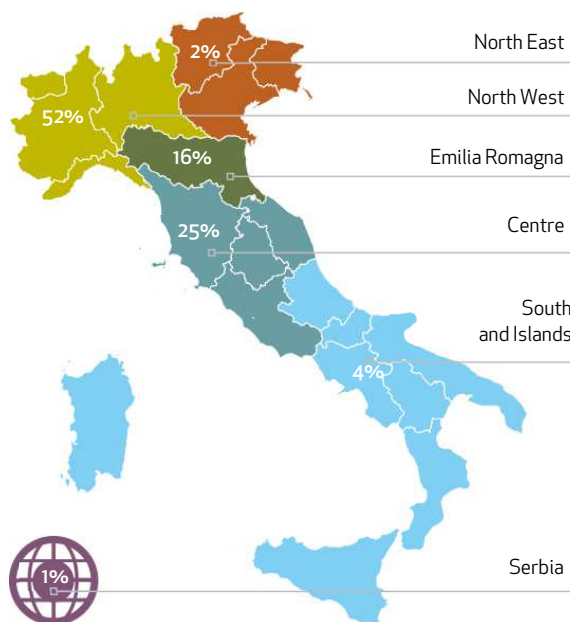 2%
North East
52%
North West
16%
Emilia Romagna
25%
Centre
South
and Islands
4%
1%
Serbia